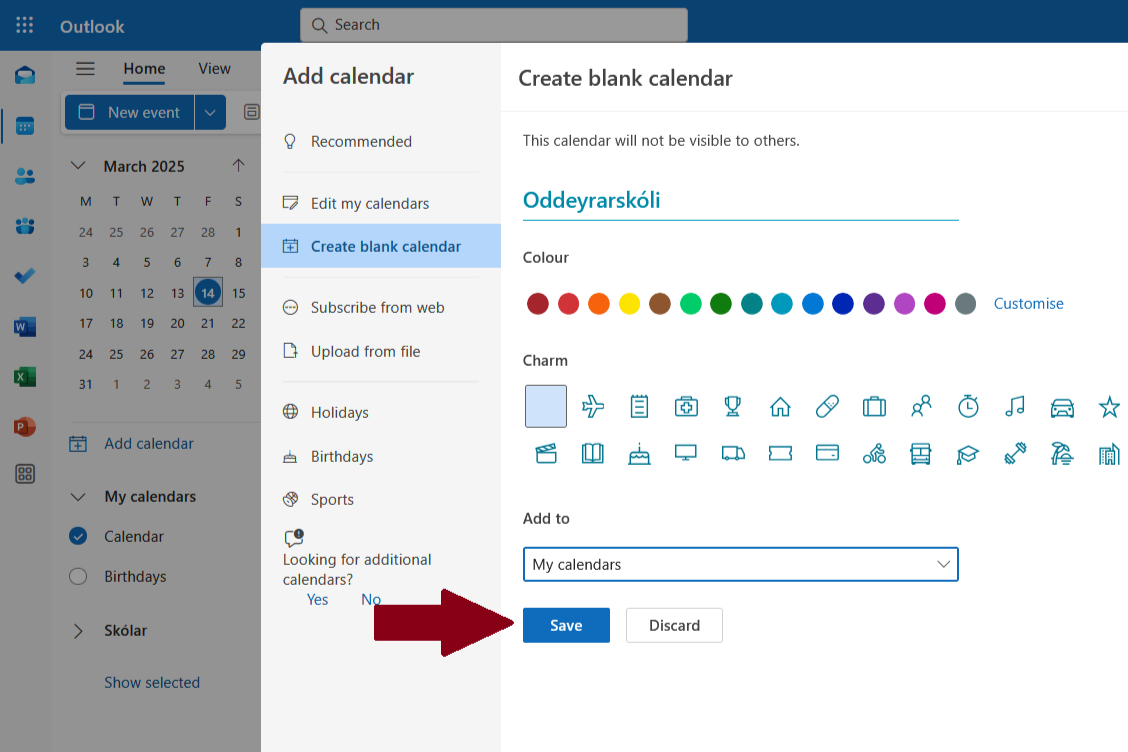 Outlook
Search
Home View
New event
March 2025
M T W T F S
24 25 26 27 28 1
3 4 5 6 7 8
10 11 12 13 14 15
17 18 19 20 21 22
24 25 26 27 28 29
31 1 2 3 4 5
Add calendar
My calendars
Calendar
Birthdays
Skólar
Show selected
Add calendar
Recommended
Edit my calendars
Create blank calendar
Subscribe from web
Upload from file
Holidays
Birthdays
Sports
Looking for additional
calendars?
Yes No
Create blank calendar
This calendar will not be visible to others.
Oddeyrarskóli
Colour
Customise
Charm
Add to
My calendars
Save Discard
W
X
P